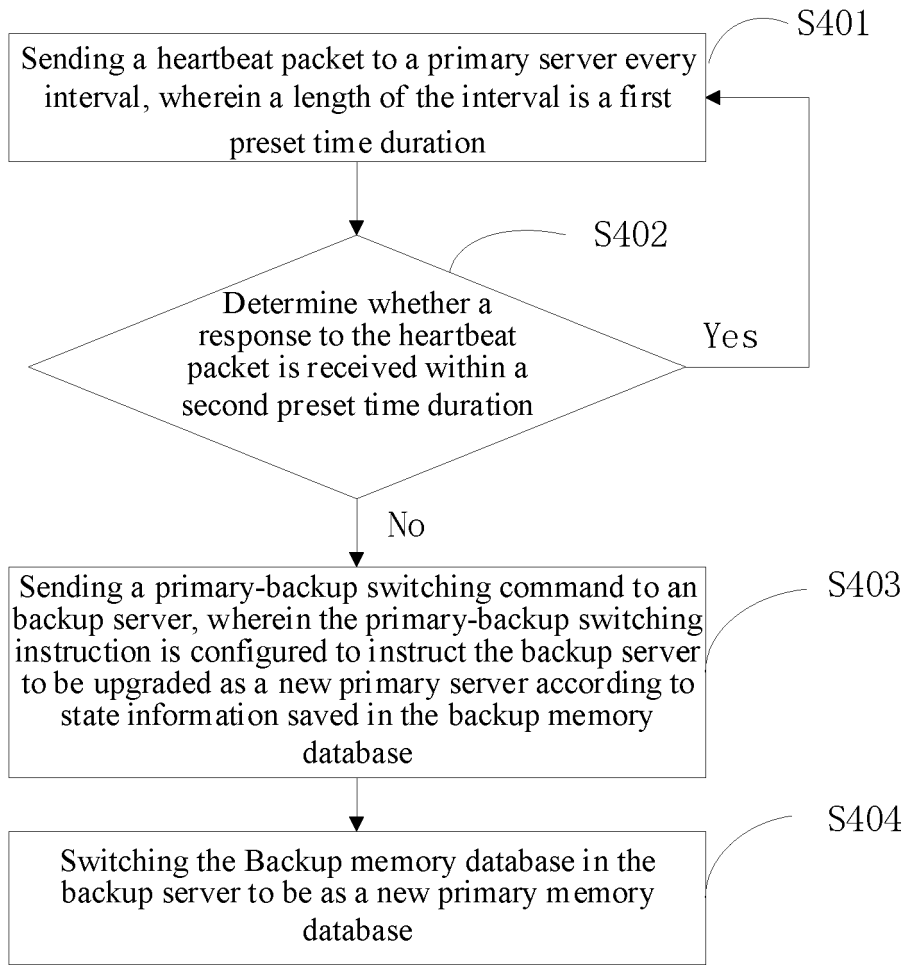 S401
Sending a heartbeat packet to a primary server every
interval, wherein a length of the interval is a first
preset time duration
S402
Determine whether a
response to the heartbeat
packet is received within a
second preset time duration
Yes
No
S403
Sending a primary-backup switching command to an
backup server, wherein the primary-backup switching
instruction is configured to instruct the backup server
to be upgraded as a new primary server according to
state information saved in the backup memory
database
S404
Switching the Backup memory database in the
backup server to be as a new primary memory
database